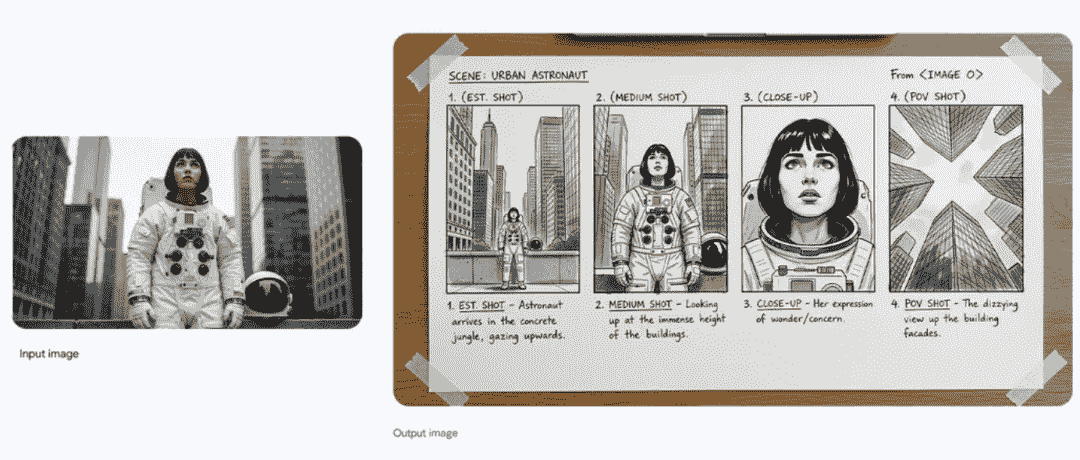 SCENE: URBAN ASTRONAUT
From <IMAGE 0>
1. (EST. SHOT)
2. (MEDIUM SHOT)
3. (CLOSE-UP)
4. (POV SHOT)
1. EST. SHOT - Astronaut
arrives in the concrete
jungle, gazing upwards.
2. MEDIUM SHOT - Looking
up at the immense height
of the buildings.
3. CLOSE-UP - Her expression
of wonder/concern.
4. POV SHOT - The dizzying
view up the building
facades.
Input image
Output image